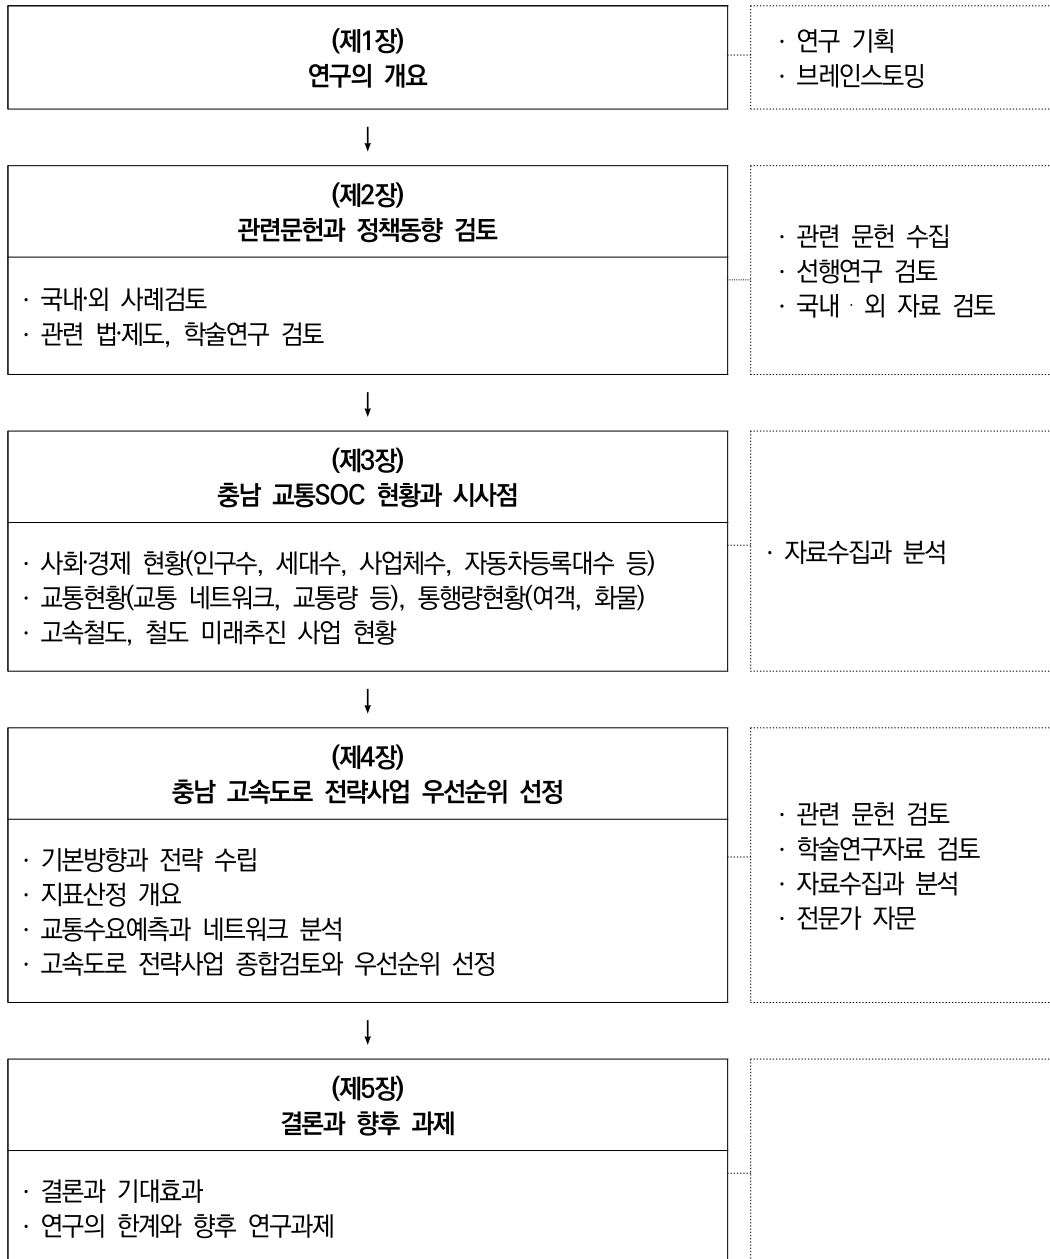 (제1장)
연구의 개요
· 연구 기획
· 브레인스토밍
(제2장)
관련문헌과 정책동향 검토
· 국내·외 사례검토
· 관련 법·제도, 학술연구 검토
· 관련 문헌 수집
· 선행연구 검토
· 국내 · 외 자료 검토
(제3장)
충남 교통SOC 현황과 시사점
· 사회·경제 현황(인구수, 세대수, 사업체수, 자동차등록대수 등)
· 교통현황(교통 네트워크, 교통량 등), 통행량현황(여객, 화물)
· 고속철도, 철도 미래추진 사업 현황
· 자료수집과 분석
(제4장)
충남 고속도로 전략사업 우선순위 선정
· 기본방향과 전략 수립
· 지표산정 개요
· 교통수요예측과 네트워크 분석
· 고속도로 전략사업 종합검토와 우선순위 선정
· 관련 문헌 검토
· 학술연구자료 검토
· 자료수집과 분석
· 전문가 자문
(제5장)
결론과 향후 과제
· 결론과 기대효과
· 연구의 한계와 향후 연구과제